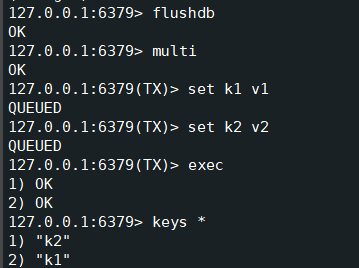 127.0.0.1:6379> flushdb
OK
127.0.0.1:6379> multi
OK
127.0.0.1:6379(TX)> set k1 v1
QUEUED
127.0.0.1:6379(TX)> set k2 v2
QUEUED
127.0.0.1:6379(TX)> exec
1) OK
2) OK
127.0.0.1:6379> keys *
1) "k2"
2) "k1"